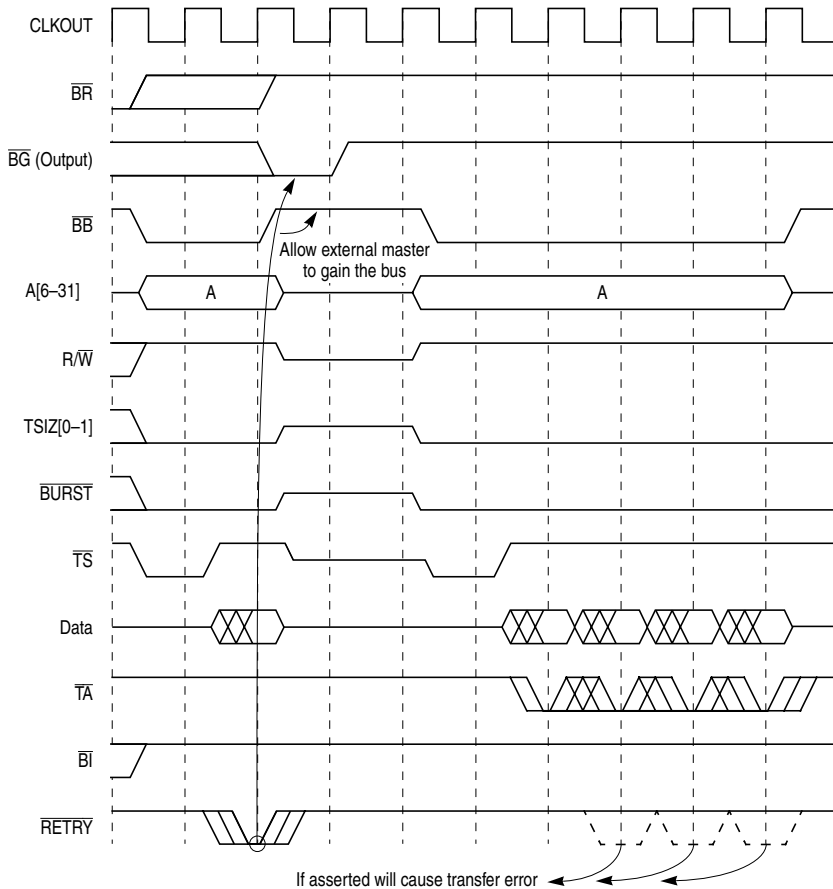 CLKOUT
BR
BG (Output)
BB
Allow external master
to gain the bus
A[6–31]
A
A
R/W
TSIZ[0–1]
BURST
TS
Data
TA
BI
RETRY
If asserted will cause transfer error